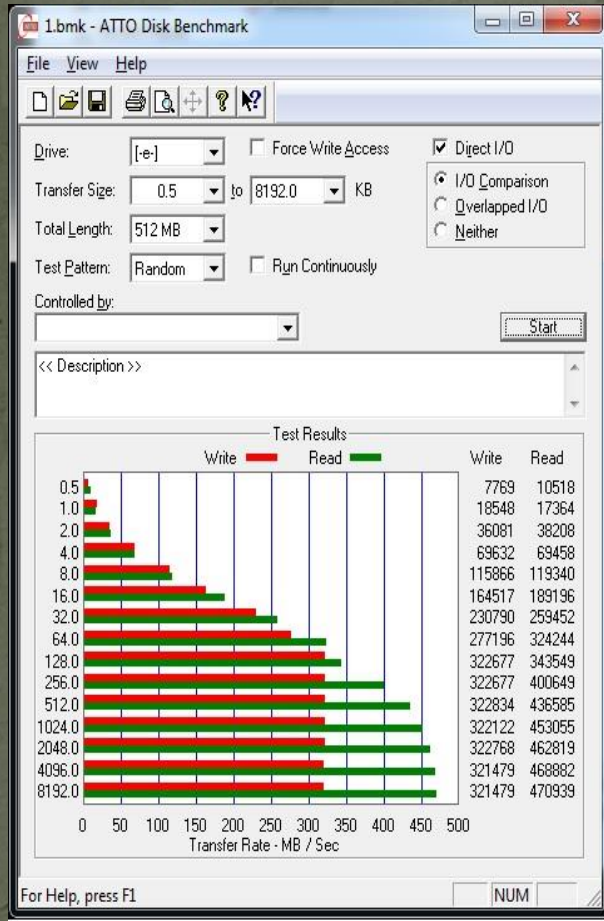 1.bmk - ATTO Disk Benchmark
File View Help
Drive: [-e-] Force Write Access Direct I/O
Transfer Size: 0.5 to 8192.0 KB I/O Comparison
Overlapped I/O
Total Length: 512 MB Neither
Test Pattern: Random Run Continuously
Controlled by:
Start
<< Description >>
Test Results
Write Read Write Read
0.5 7769 10518
1.0 18548 17364
2.0 36081 38208
4.0 69632 69458
8.0 115866 119340
16.0 164517 189196
32.0 230790 259452
64.0 277196 324244
128.0 322677 343549
256.0 322677 400649
512.0 322834 436585
1024.0 322122 453055
2048.0 322768 462819
4096.0 321479 468882
8192.0 321479 470939
0 50 100 150 200 250 300 350 400 450 500
Transfer Rate - MB / Sec
For Help, press F1 NUM